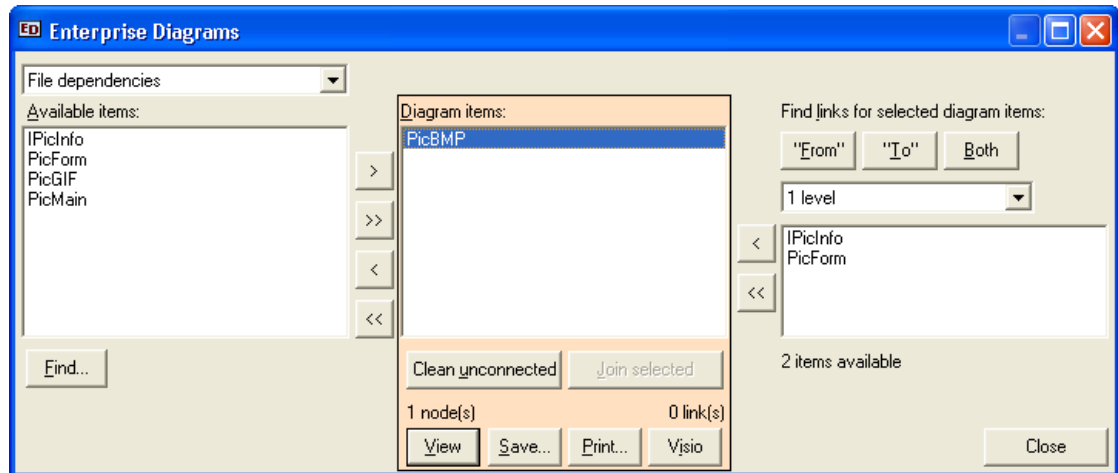 ED Enterprise Diagrams
File dependencies
Available items:
IPicInfo
PicForm
PicGIF
PicMain
>
>>
<
<<
Find...
Diagram items:
PicBMP
Clean unconnected
Join selected
1 node(s) 0 link(s)
View Save... Print... Visio
Find links for selected diagram items:
"From" "To" Both
1 level
<
<<
IPicInfo
PicForm
2 items available
Close